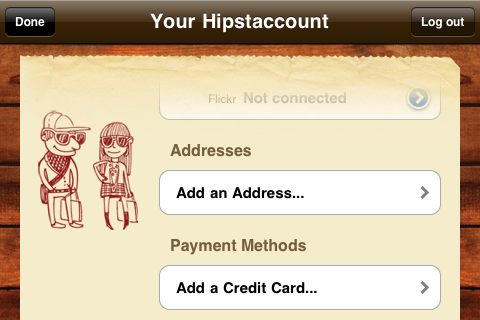 Done Your Hipstaccount Log out
Flickr Not connected
Addresses
Add an Address...
Payment Methods
Add a Credit Card...